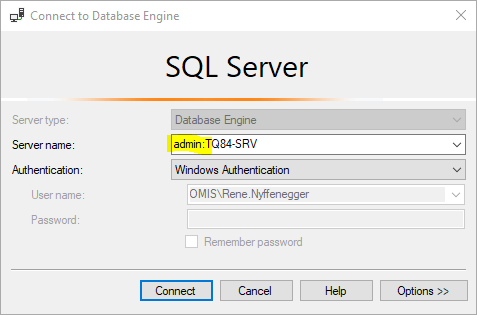 Connect to Database Engine
SQL Server
Server type: Database Engine
Server name: admin:TQ84-SRV
Authentication: Windows Authentication
User name: OMIS\Rene.Nyffenegger
Password:
Remember password
Connect Cancel Help Options >>